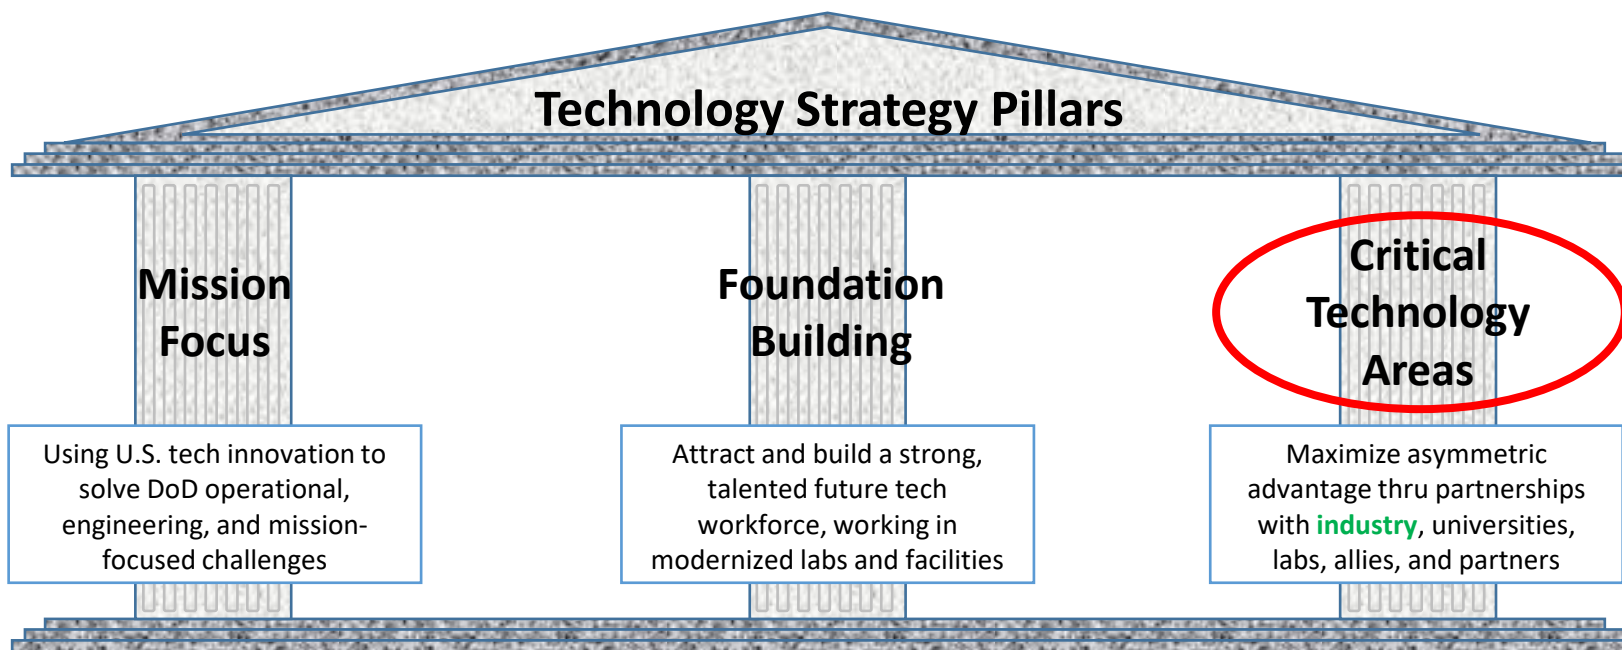 Technology Strategy Pillars
Mission
Focus
Using U.S. tech innovation to
solve DoD operational,
engineering, and mission-
focused challenges
Foundation
Building
Attract and build a strong,
talented future tech
workforce, working in
modernized labs and facilities
Critical
Technology
Areas
Maximize asymmetric
advantage thru partnerships
with industry, universities,
labs, allies, and partners